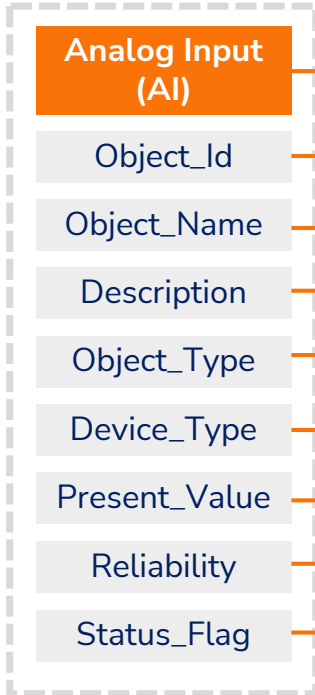 Analog Input
(AI)
Object_Id
Object_Name
Description
Object_Type
Device_Type
Present_Value
Reliability
Status_Flag